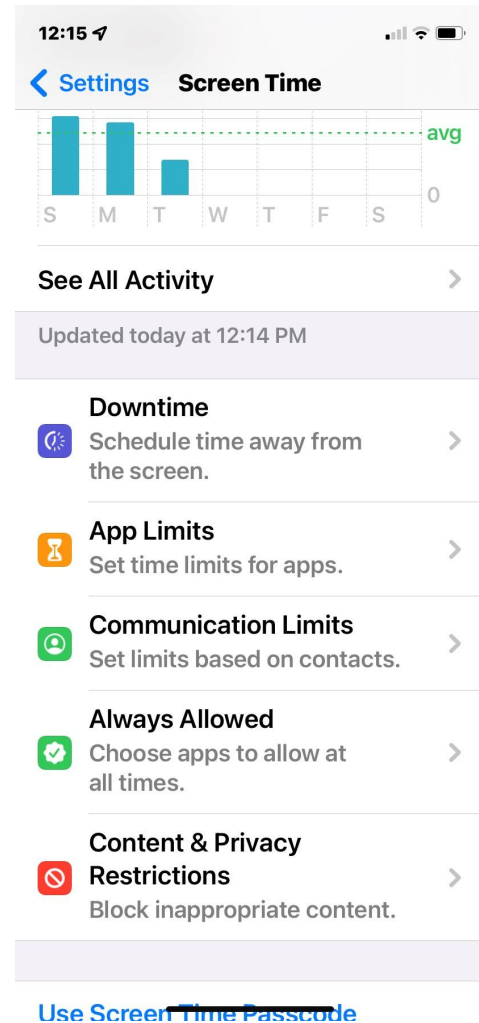 12:15
Settings Screen Time
avg
0
S M T W T F S
See All Activity
Updated today at 12:14 PM
Downtime
Schedule time away from
the screen.
App Limits
Set time limits for apps.
Communication Limits
Set limits based on contacts.
Always Allowed
Choose apps to allow at
all times.
Content & Privacy
Restrictions
Block inappropriate content.
Use Screen Time Passcode